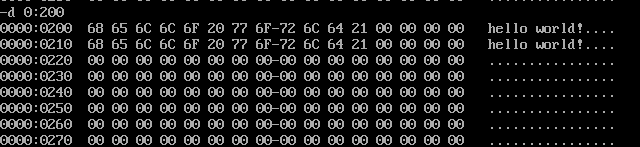 -d 0:200
0000:0200  68 65 6C 6C 6F 20 77 6F-72 6C 64 21 00 00 00 00   hello world!....
0000:0210  68 65 6C 6C 6F 20 77 6F-72 6C 64 21 00 00 00 00   hello world!....
0000:0220  00 00 00 00 00 00 00 00-00 00 00 00 00 00 00 00   ................
0000:0230  00 00 00 00 00 00 00 00-00 00 00 00 00 00 00 00   ................
0000:0240  00 00 00 00 00 00 00 00-00 00 00 00 00 00 00 00   ................
0000:0250  00 00 00 00 00 00 00 00-00 00 00 00 00 00 00 00   ................
0000:0260  00 00 00 00 00 00 00 00-00 00 00 00 00 00 00 00   ................
0000:0270  00 00 00 00 00 00 00 00-00 00 00 00 00 00 00 00   ................